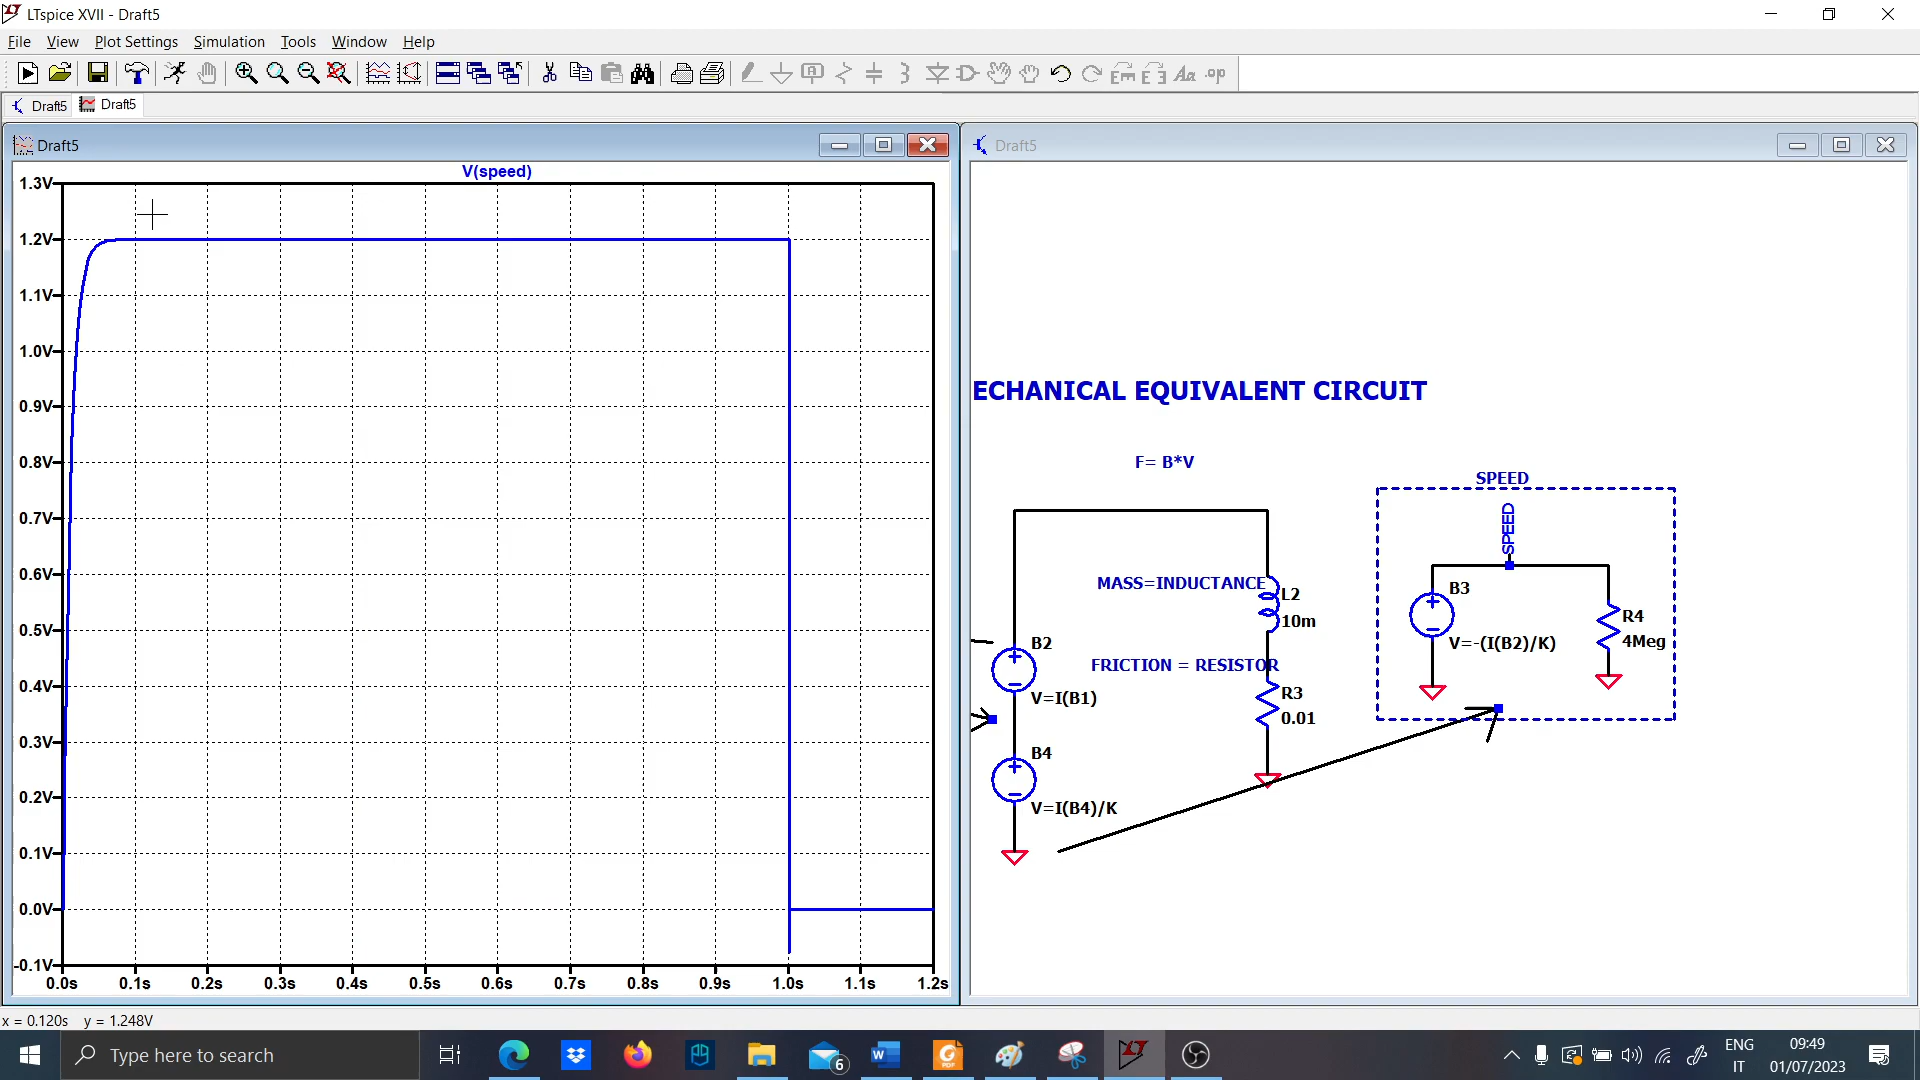 LTspice XVII - Draft5
File View Plot Settings Simulation Tools Window Help
Draft5 Draft5
Draft5
V(speed)
1.3V
1.2V
1.1V
1.0V
0.9V
0.8V
0.7V
0.6V
0.5V
0.4V
0.3V
0.2V
0.1V
0.0V
-0.1V
0.0s 0.1s 0.2s 0.3s 0.4s 0.5s 0.6s 0.7s 0.8s 0.9s 1.0s 1.1s 1.2s
Draft5
ECHANICAL EQUIVALENT CIRCUIT
F= B*V
MASS=INDUCTANCE
L2
10m
B2
V=I(B1)
FRICTION = RESISTOR
R3
0.01
B4
V=I(B4)/K
SPEED
SPEED
B3
V=-(I(B2)/K)
R4
4Meg
x = 0.120s y = 1.248V
Type here to search
6
ENG
IT
09:49
01/07/2023